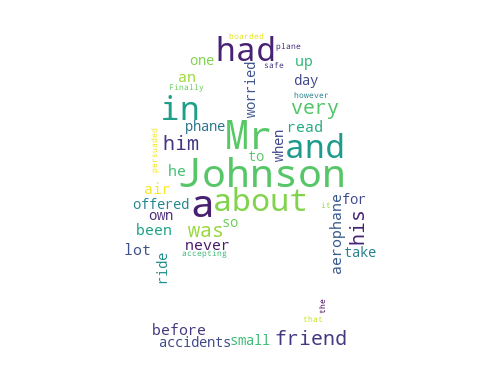 boarded
had plane
one safe up
an worried day
Finally however
in very
phane Mr read
persuaded him when and
to
he Johnson
air a about for
offered his it
own was so
been never aerophane
lot accepting take
ride
the
that
before small friend
accidents